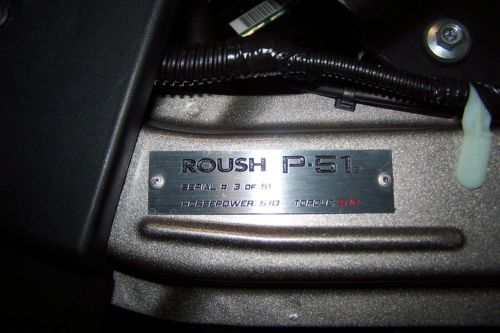 ROUSH P-51
SERIAL # 3 OF 51
HORSEPOWER: 510 TORQUE: